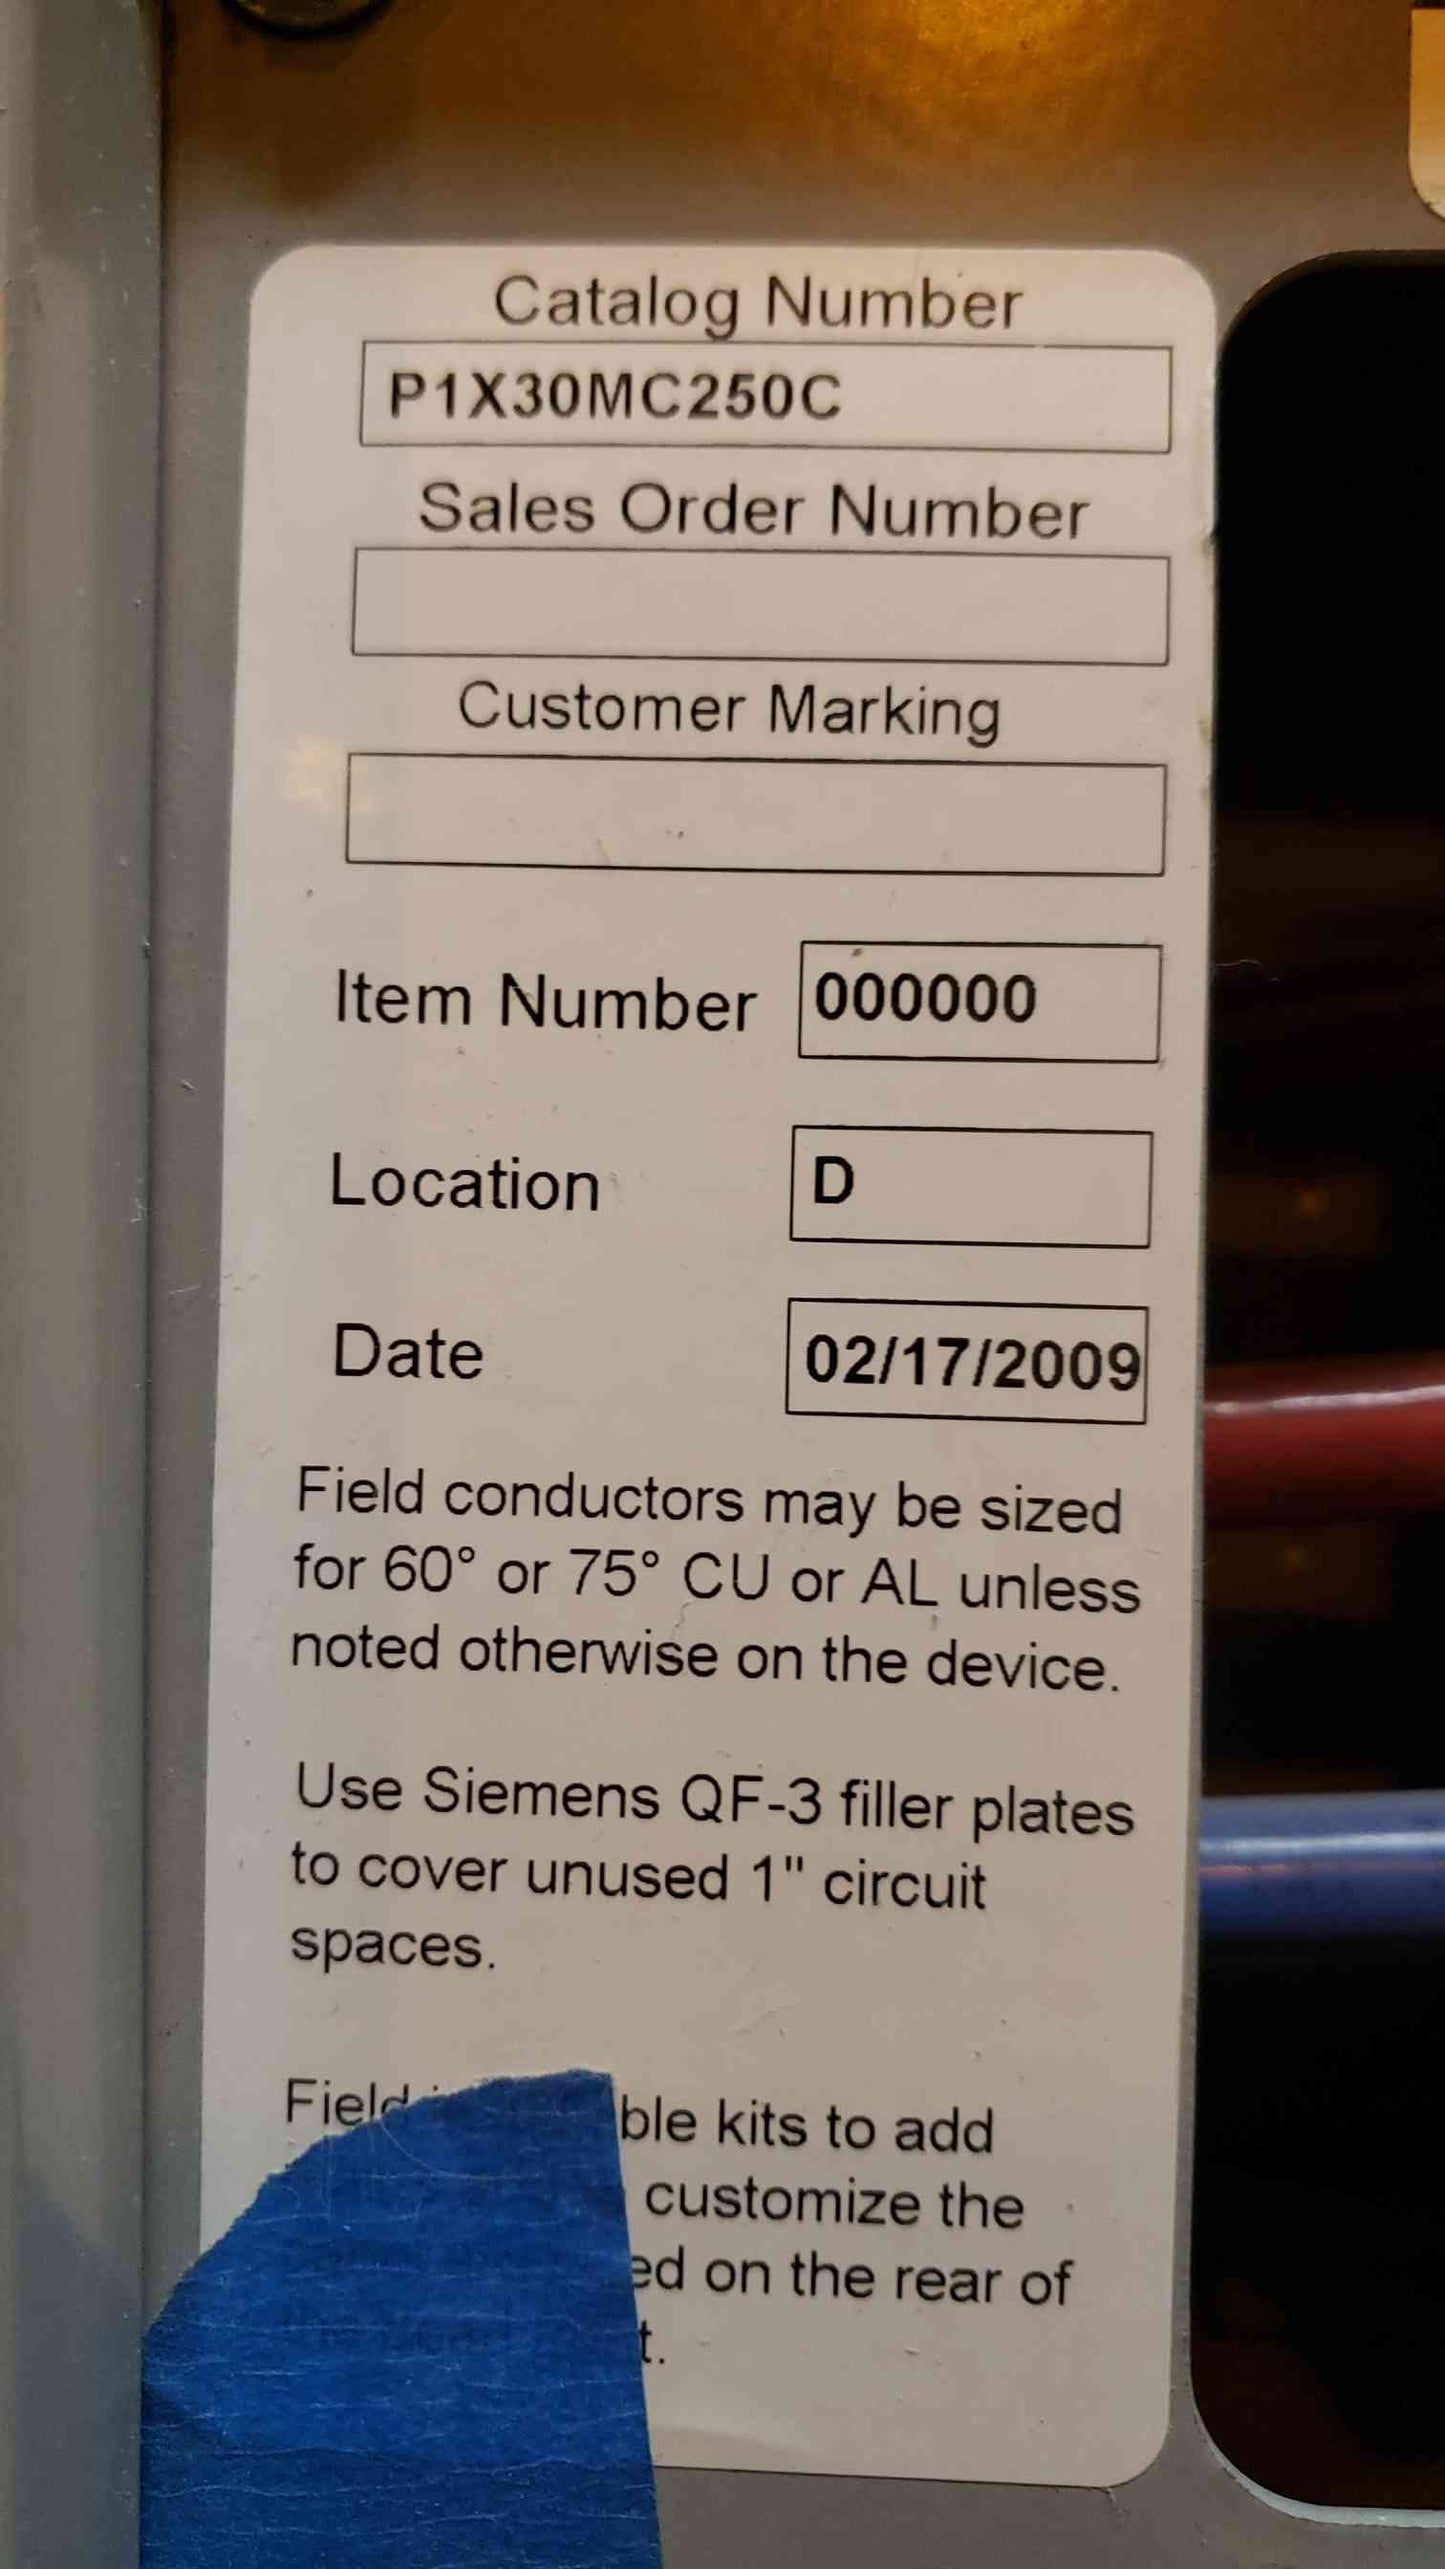 Catalog Number
P1X30MC250C
Sales Order Number
Customer Marking
Item Number 000000
Location D
Date 02/17/2009
Field conductors may be sized
for 60° or 75° CU or AL unless
noted otherwise on the device.
Use Siemens QF-3 filler plates
to cover unused 1" circuit
spaces.
Field kits to add
customize the
on the rear of